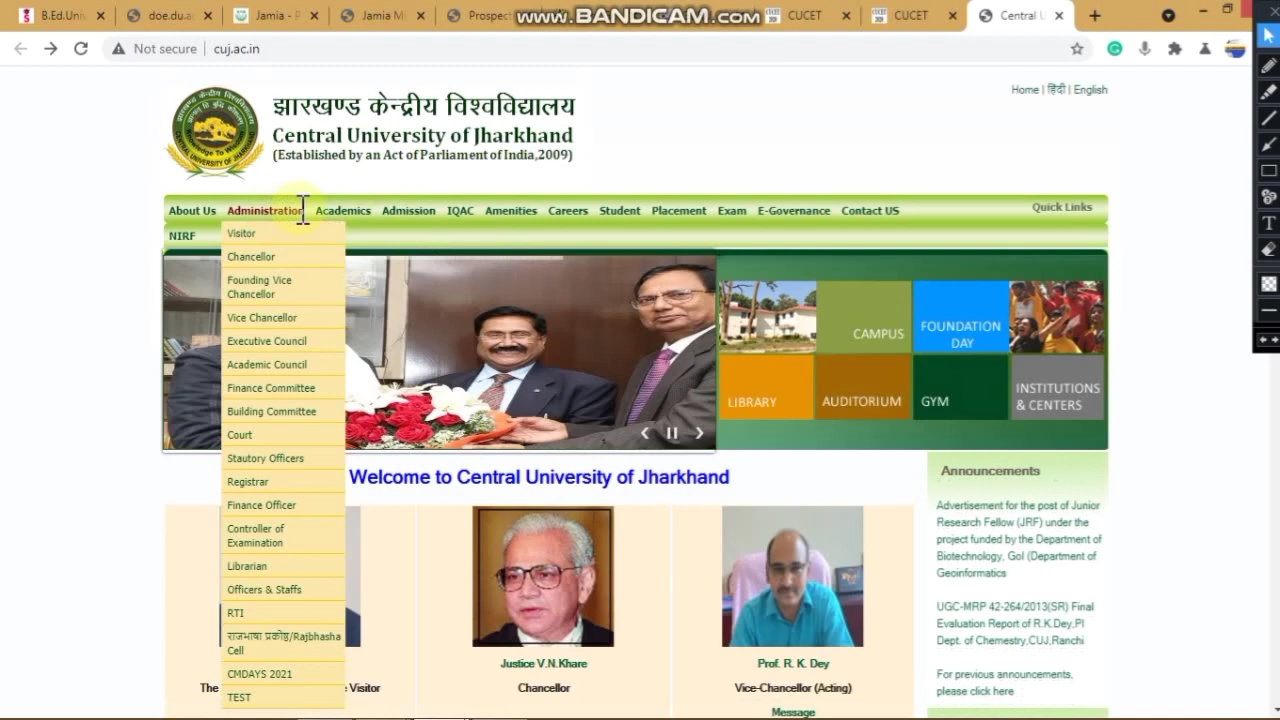 B.Ed.Uni
doe.du.a
Jamia - P
Jamia M
Prospect
www.BANDICAM.com
CUCET
CUCET
Central U
Not secure
cuj.ac.in
Home | हिंदी | English
झारखण्ड केन्द्रीय विश्वविद्यालय
Central University of Jharkhand
(Established by an Act of Parliament of India,2009)
About Us Administration Academics Admission IQAC Amenities Careers Student Placement Exam E-Governance Contact US
Quick Links
NIRF
Visitor
Chancellor
Founding Vice
Chancellor
Vice Chancellor
Executive Council
Academic Council
Finance Committee
Building Committee
Court
Stautory Officers
Registrar
Finance Officer
Controller of
Examination
Librarian
Officers & Staffs
RTI
राजभाषा प्रकोष्ठ/Rajbhasha
Cell
CMDAYS 2021
TEST
CAMPUS
FOUNDATION
DAY
LIBRARY
AUDITORIUM
GYM
INSTITUTIONS
& CENTERS
Welcome to Central University of Jharkhand
The
Visitor
Justice V.N.Khare
Chancellor
Prof. R. K. Dey
Vice-Chancellor (Acting)
Message
Announcements
Advertisement for the post of Junior
Research Fellow (JRF) under the
project funded by the Department of
Biotechnology, GoI (Department of
Geoinformatics
UGC-MRP 42-264/2013(SR) Final
Evaluation Report of R.K.Dey,PI
Dept. of Chemestry,CUJ,Ranchi
For previous announcements,
please click here